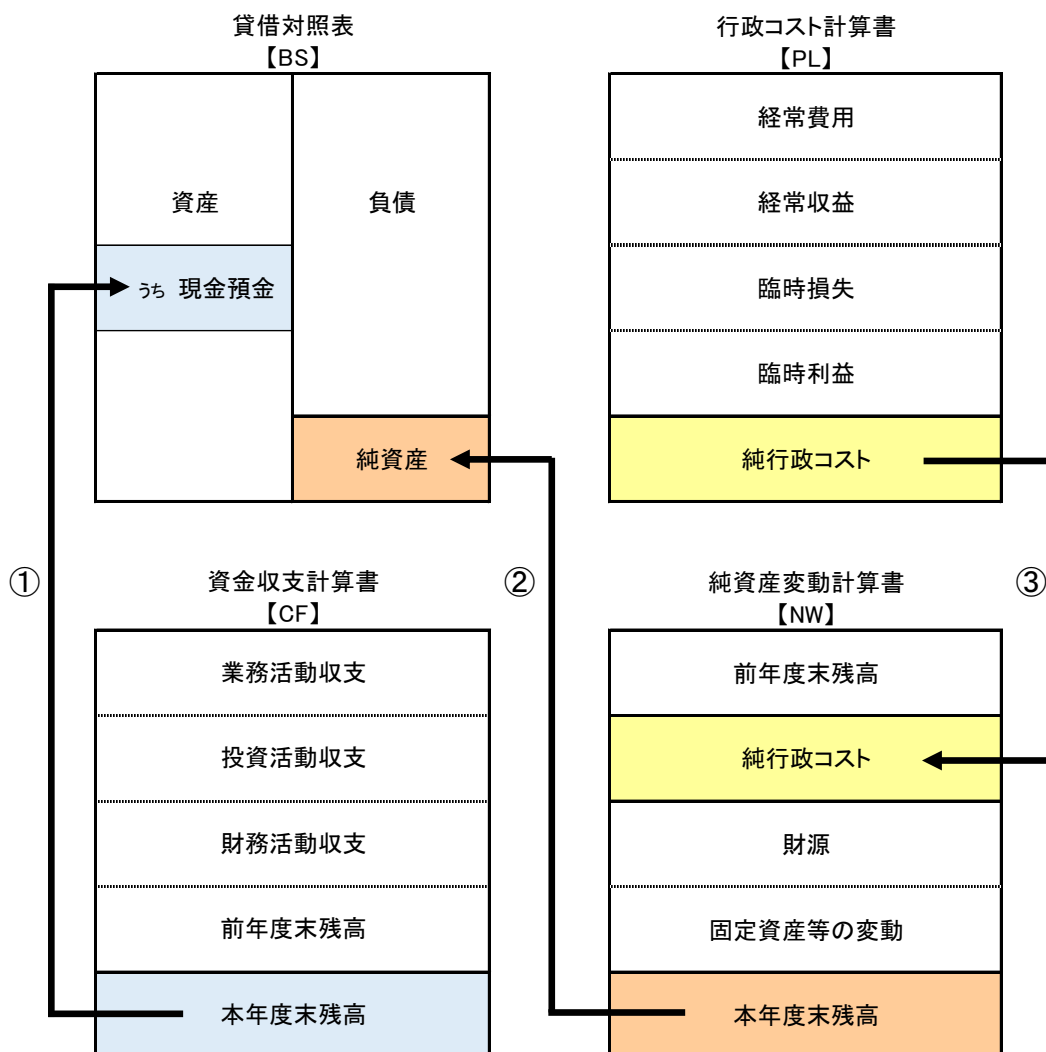 貸借対照表
【BS】
資産
うち 現金預金
負債
純資産
行政コスト計算書
【PL】
経常費用
経常収益
臨時損失
臨時利益
純行政コスト
①
②
③
資金収支計算書
【CF】
業務活動収支
投資活動収支
財務活動収支
前年度末残高
本年度末残高
純資産変動計算書
【NW】
前年度末残高
純行政コスト
財源
固定資産等の変動
本年度末残高